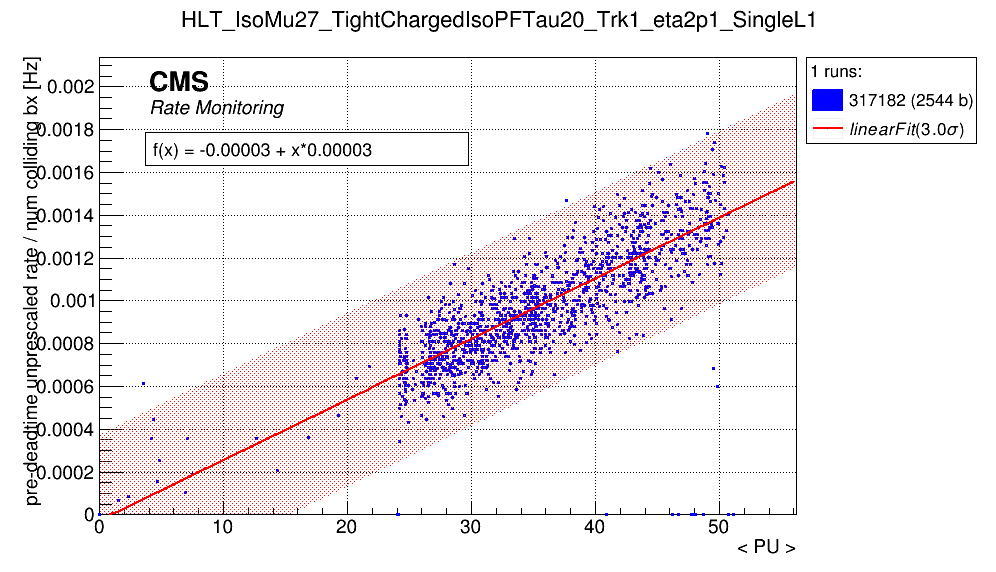 HLT_IsoMu27_TightChargedIsoPFTau20_Trk1_eta2p1_SingleL1
pre-deadtime unprescaled rate / num colliding bx [Hz]
0.002
0.0018
0.0016
0.0014
0.0012
0.001
0.0008
0.0006
0.0004
0.0002
0
CMS
Rate Monitoring
f(x) = -0.00003 + x*0.00003
1 runs:
317182 (2544 b)
linearFit(3.0σ)
0 10 20 30 40 50
< PU >